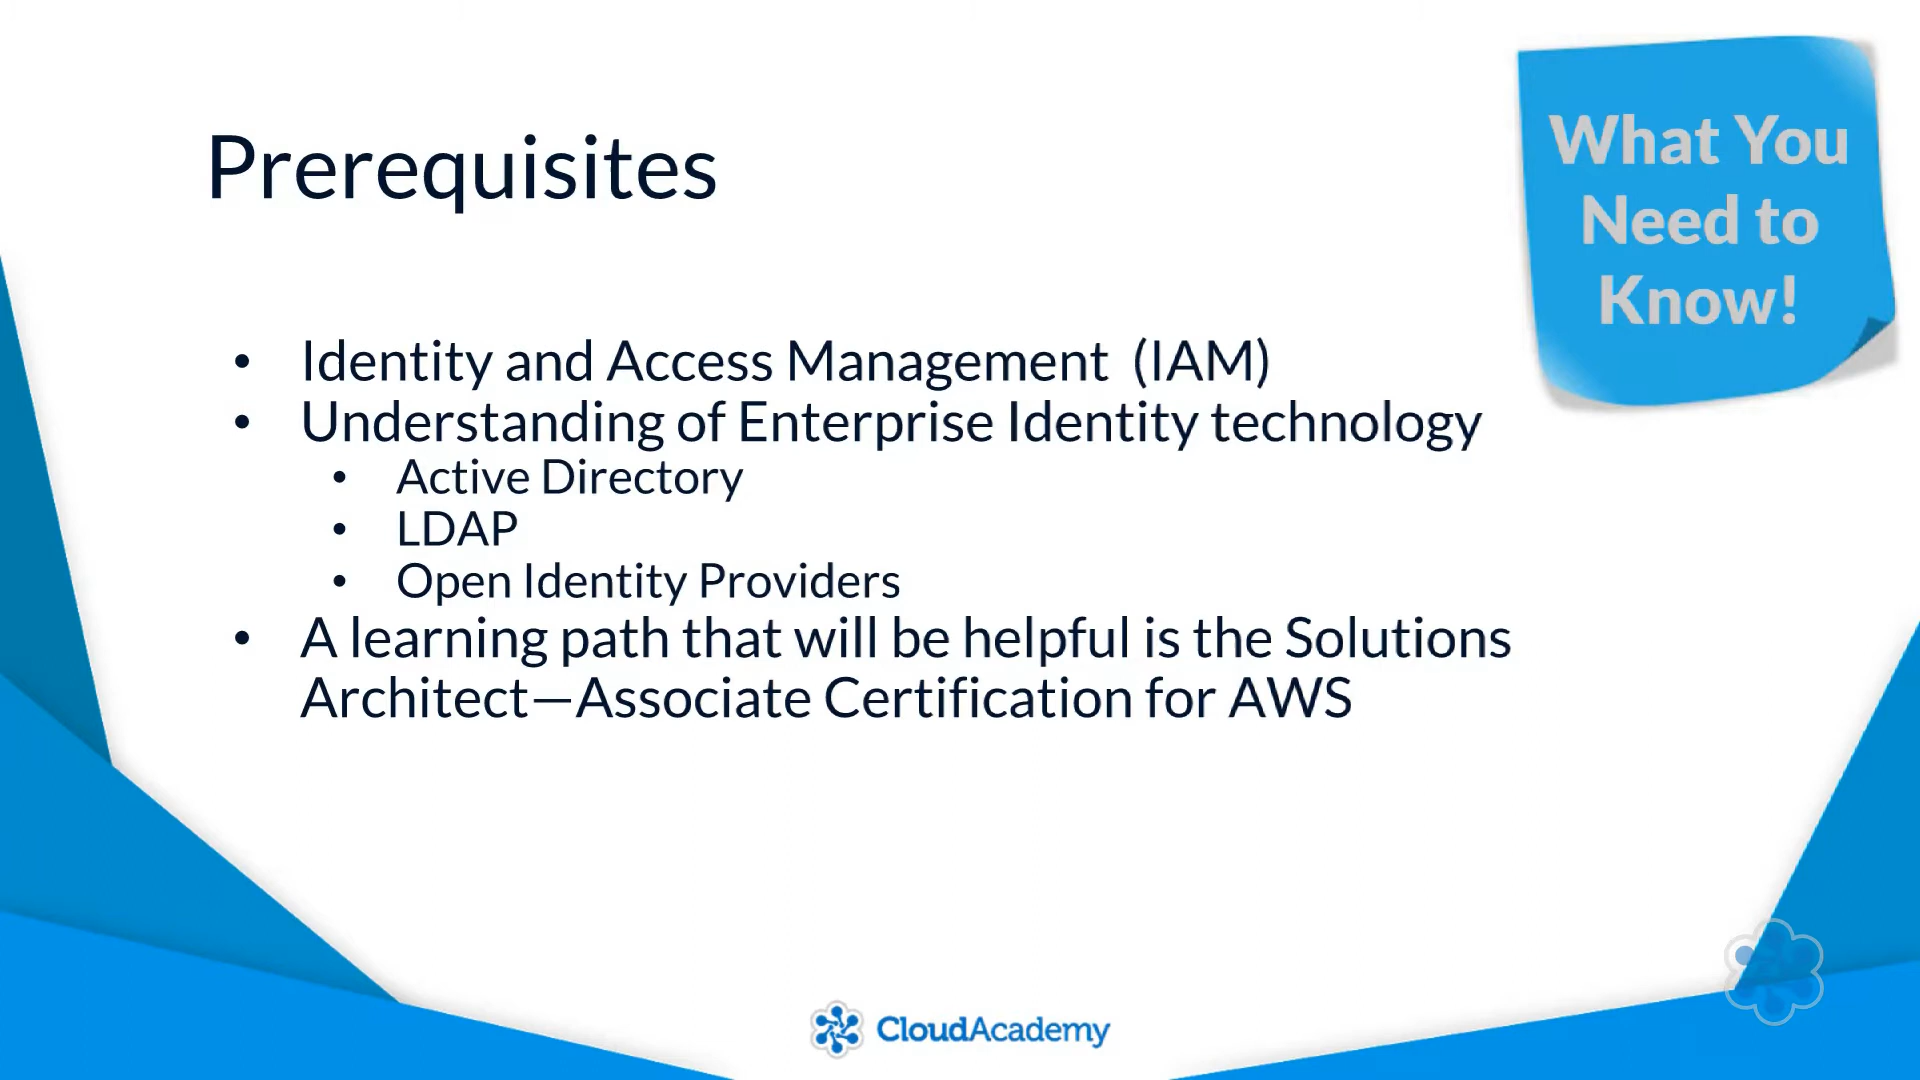 Prerequisites
What You
Need to
Know!
• Identity and Access Management  (IAM)
• Understanding of Enterprise Identity technology
• Active Directory
• LDAP
• Open Identity Providers
• A learning path that will be helpful is the Solutions
Architect—Associate Certification for AWS
CloudAcademy